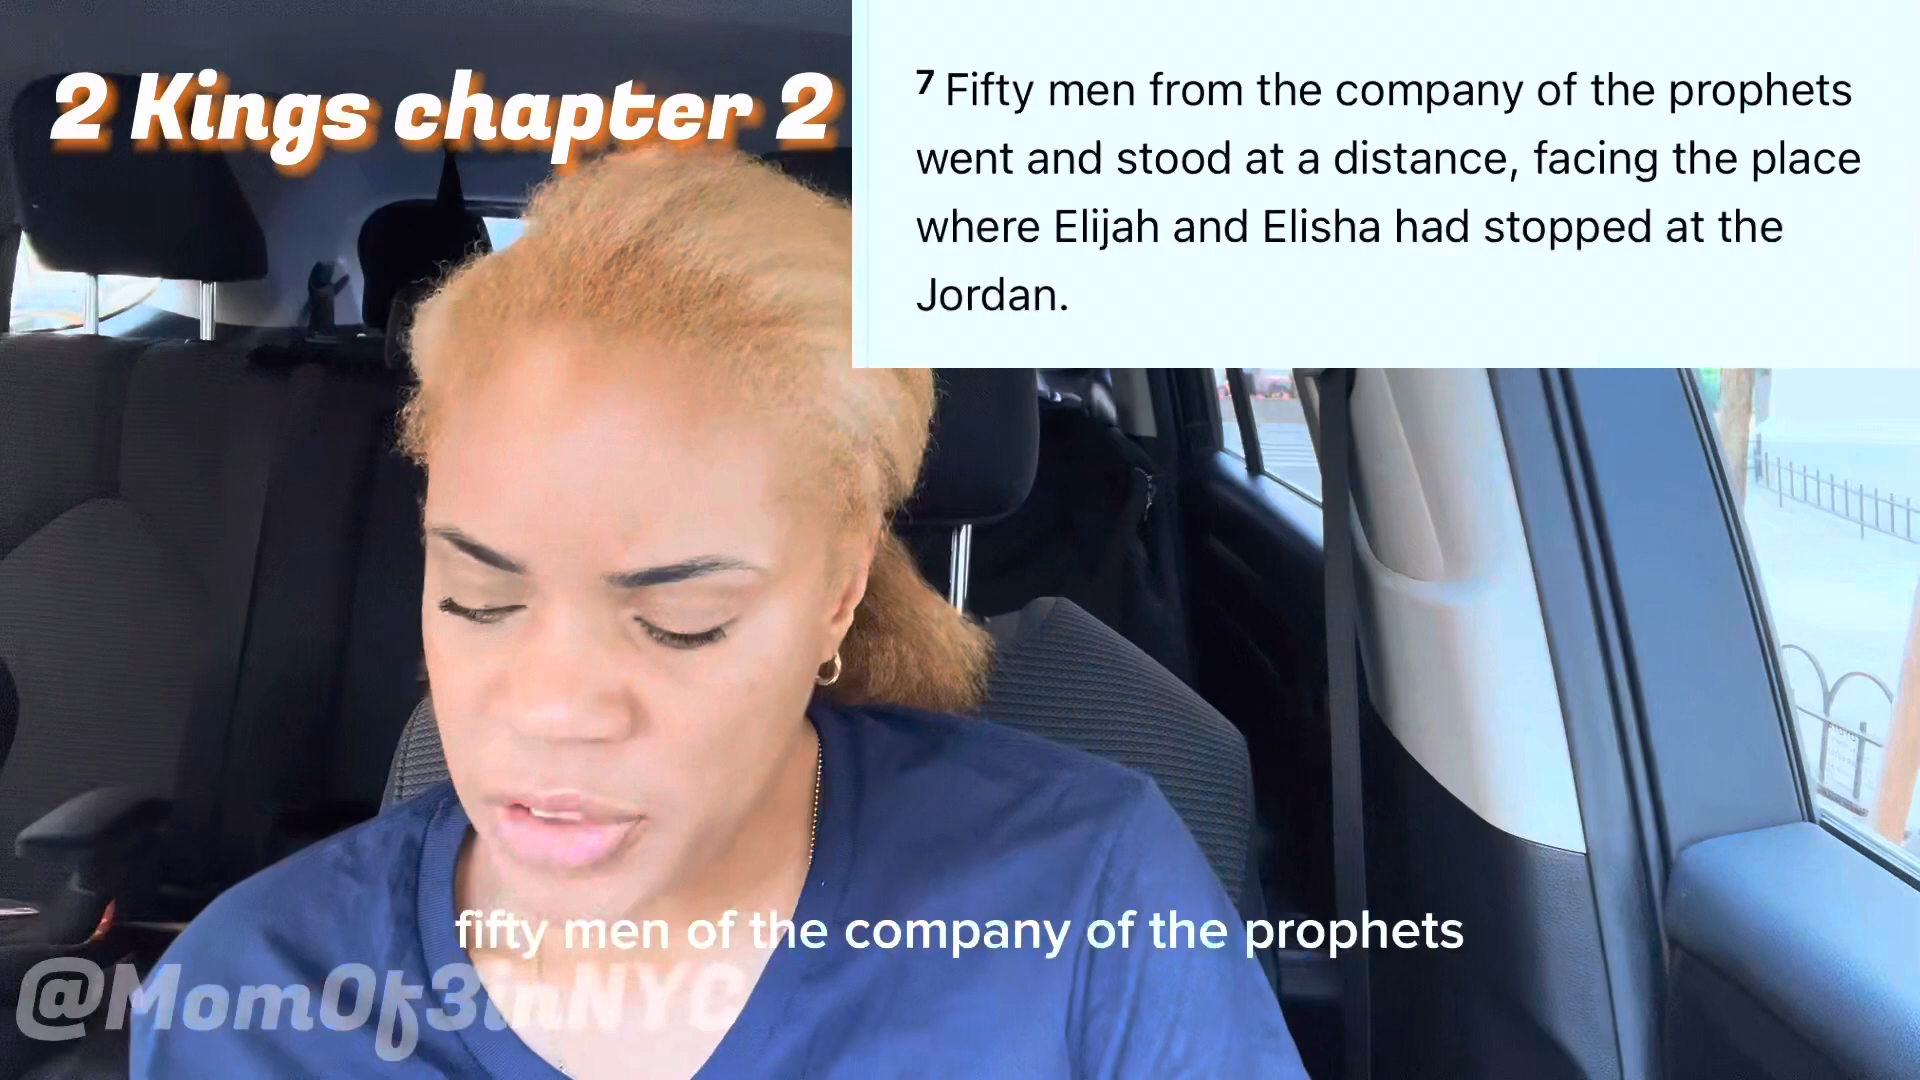 2 Kings chapter 2
7 Fifty men from the company of the prophets
went and stood at a distance, facing the place
where Elijah and Elisha had stopped at the
Jordan.
fifty men of the company of the prophets
@MomOf3inNYC